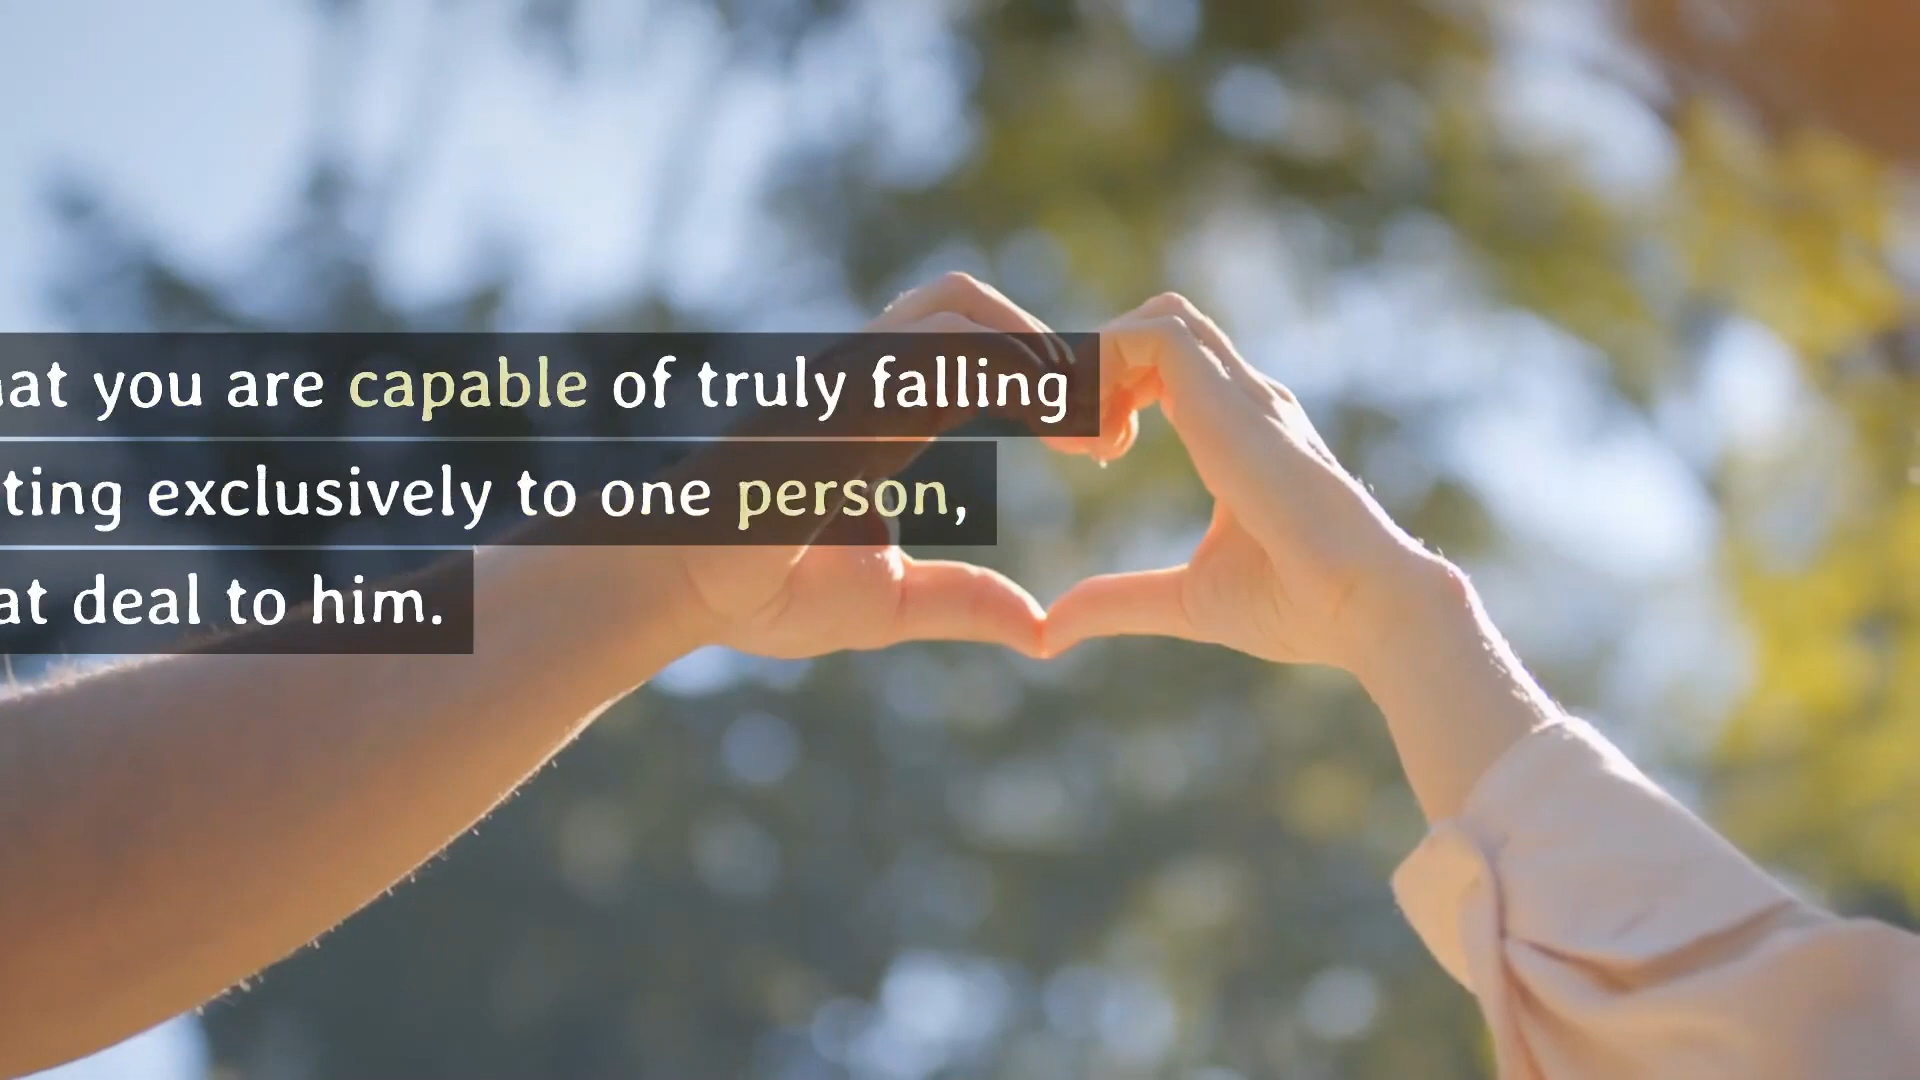 at you are capable of truly falling
ting exclusively to one person,
at deal to him.